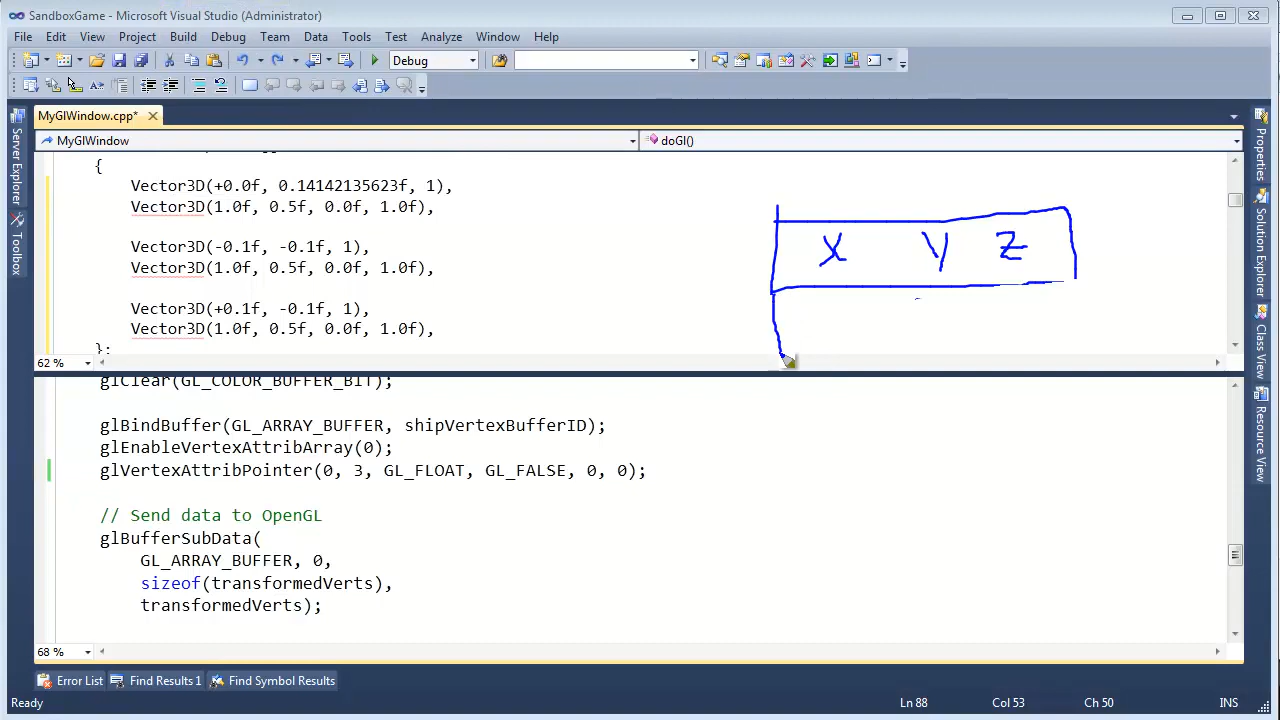 SandboxGame - Microsoft Visual Studio (Administrator)
File Edit View Project Build Debug Team Data Tools Test Analyze Window Help
Debug
MyGlWindow.cpp*
MyGlWindow doGl()
{
Vector3D(+0.0f, 0.14142135623f, 1),
Vector3D(1.0f, 0.5f, 0.0f, 1.0f),
Vector3D(-0.1f, -0.1f, 1),
Vector3D(1.0f, 0.5f, 0.0f, 1.0f),
Vector3D(+0.1f, -0.1f, 1),
Vector3D(1.0f, 0.5f, 0.0f, 1.0f),
};
X Y Z
62 %
glClear(GL_COLOR_BUFFER_BIT);
glBindBuffer(GL_ARRAY_BUFFER, shipVertexBufferID);
glEnableVertexAttribArray(0);
glVertexAttribPointer(0, 3, GL_FLOAT, GL_FALSE, 0, 0);
// Send data to OpenGL
glBufferSubData(
GL_ARRAY_BUFFER, 0,
sizeof(transformedVerts),
transformedVerts);
68 %
Server Explorer
Toolbox
Properties
Solution Explorer
Class View
Resource View
Error List Find Results 1 Find Symbol Results
Ready Ln 88 Col 53 Ch 50 INS